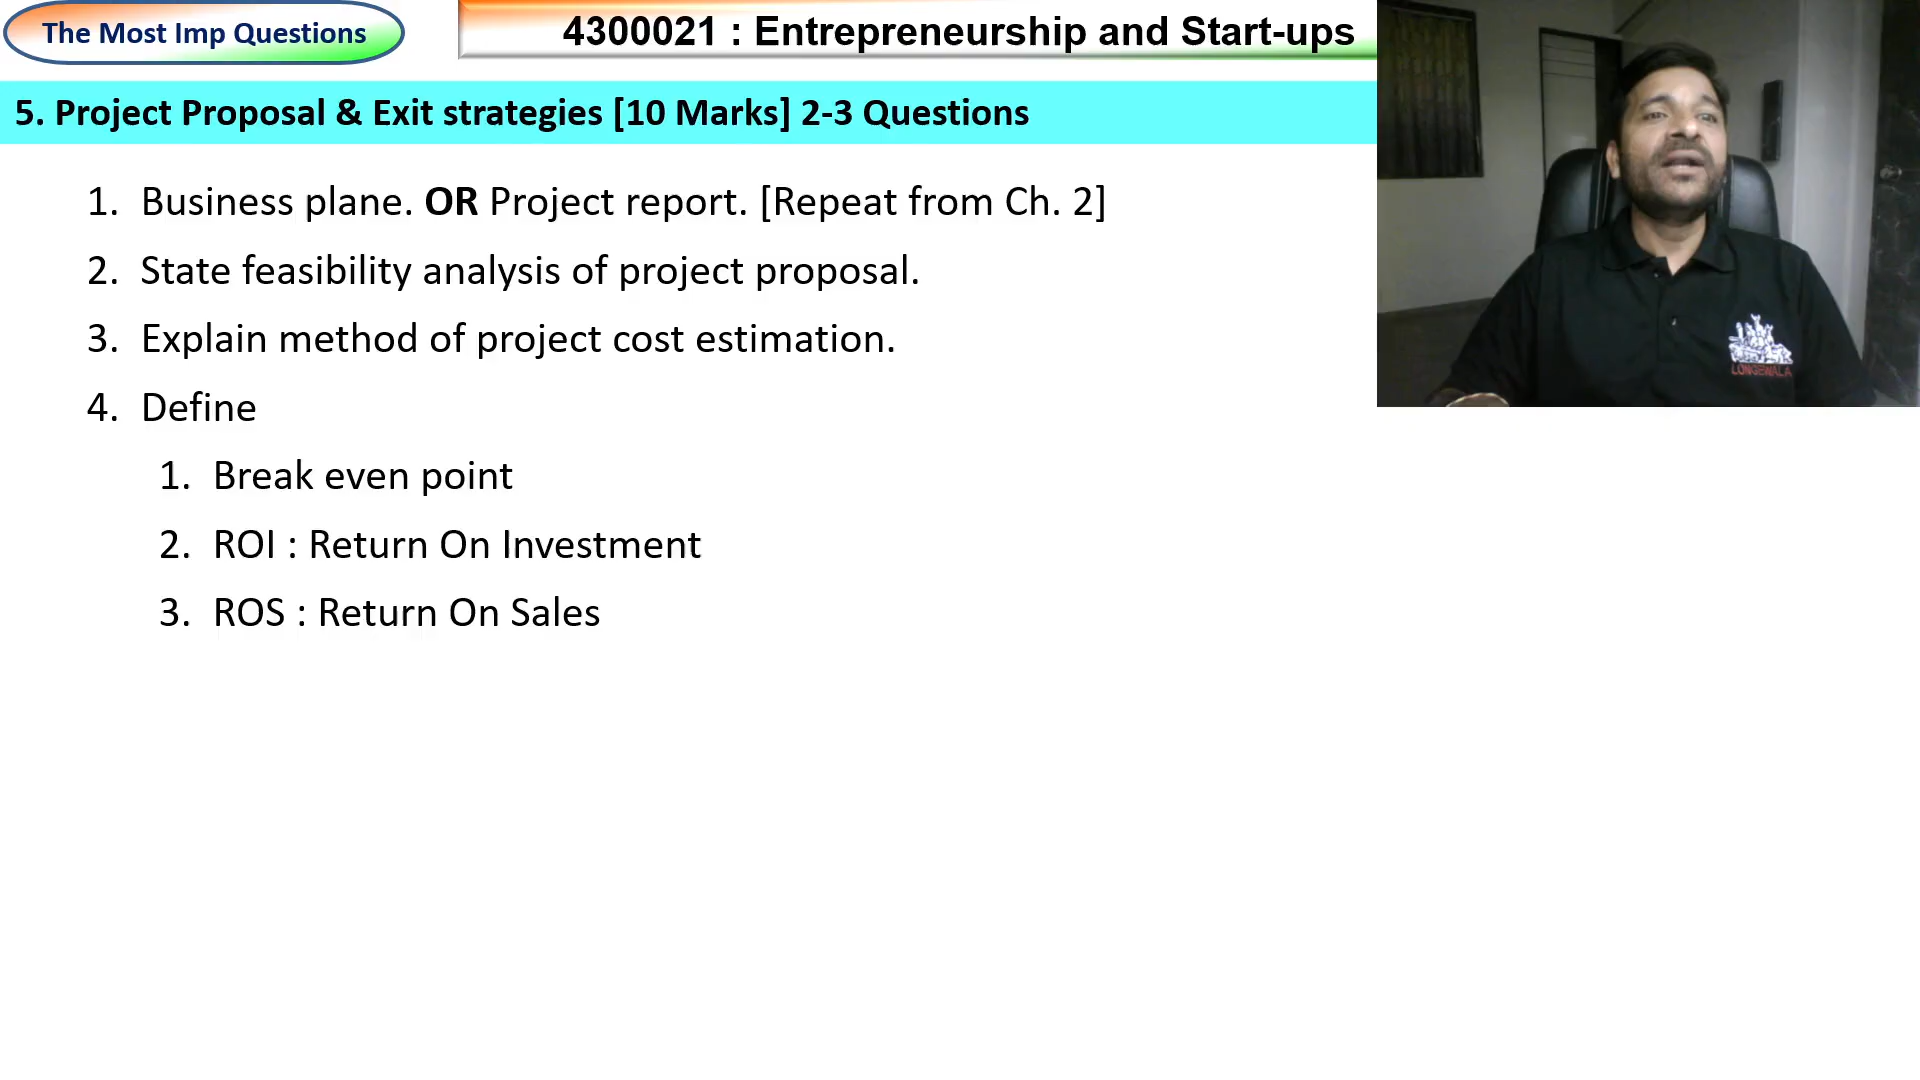 The Most Imp Questions
4300021 : Entrepreneurship and Start-ups
5. Project Proposal & Exit strategies [10 Marks] 2-3 Questions
1. Business plane. OR Project report. [Repeat from Ch. 2]
2. State feasibility analysis of project proposal.
3. Explain method of project cost estimation.
4. Define
1. Break even point
2. ROI : Return On Investment
3. ROS : Return On Sales
LONGEWALA